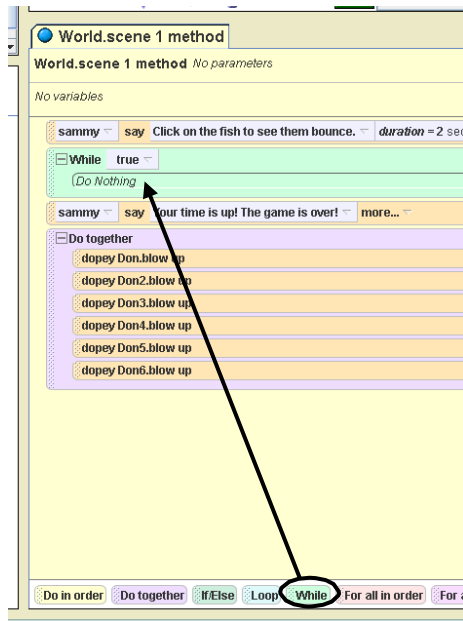 World.scene 1 method
World.scene 1 method No parameters
No variables
sammy say Click on the fish to see them bounce. duration = 2 sec
While true
Do Nothing
sammy say Your time is up! The game is over! more...
Do together
dopey Don.blow up
dopey Don2.blow up
dopey Don3.blow up
dopey Don4.blow up
dopey Don5.blow up
dopey Don6.blow up
Do in order Do together If/Else Loop While For all in order For a